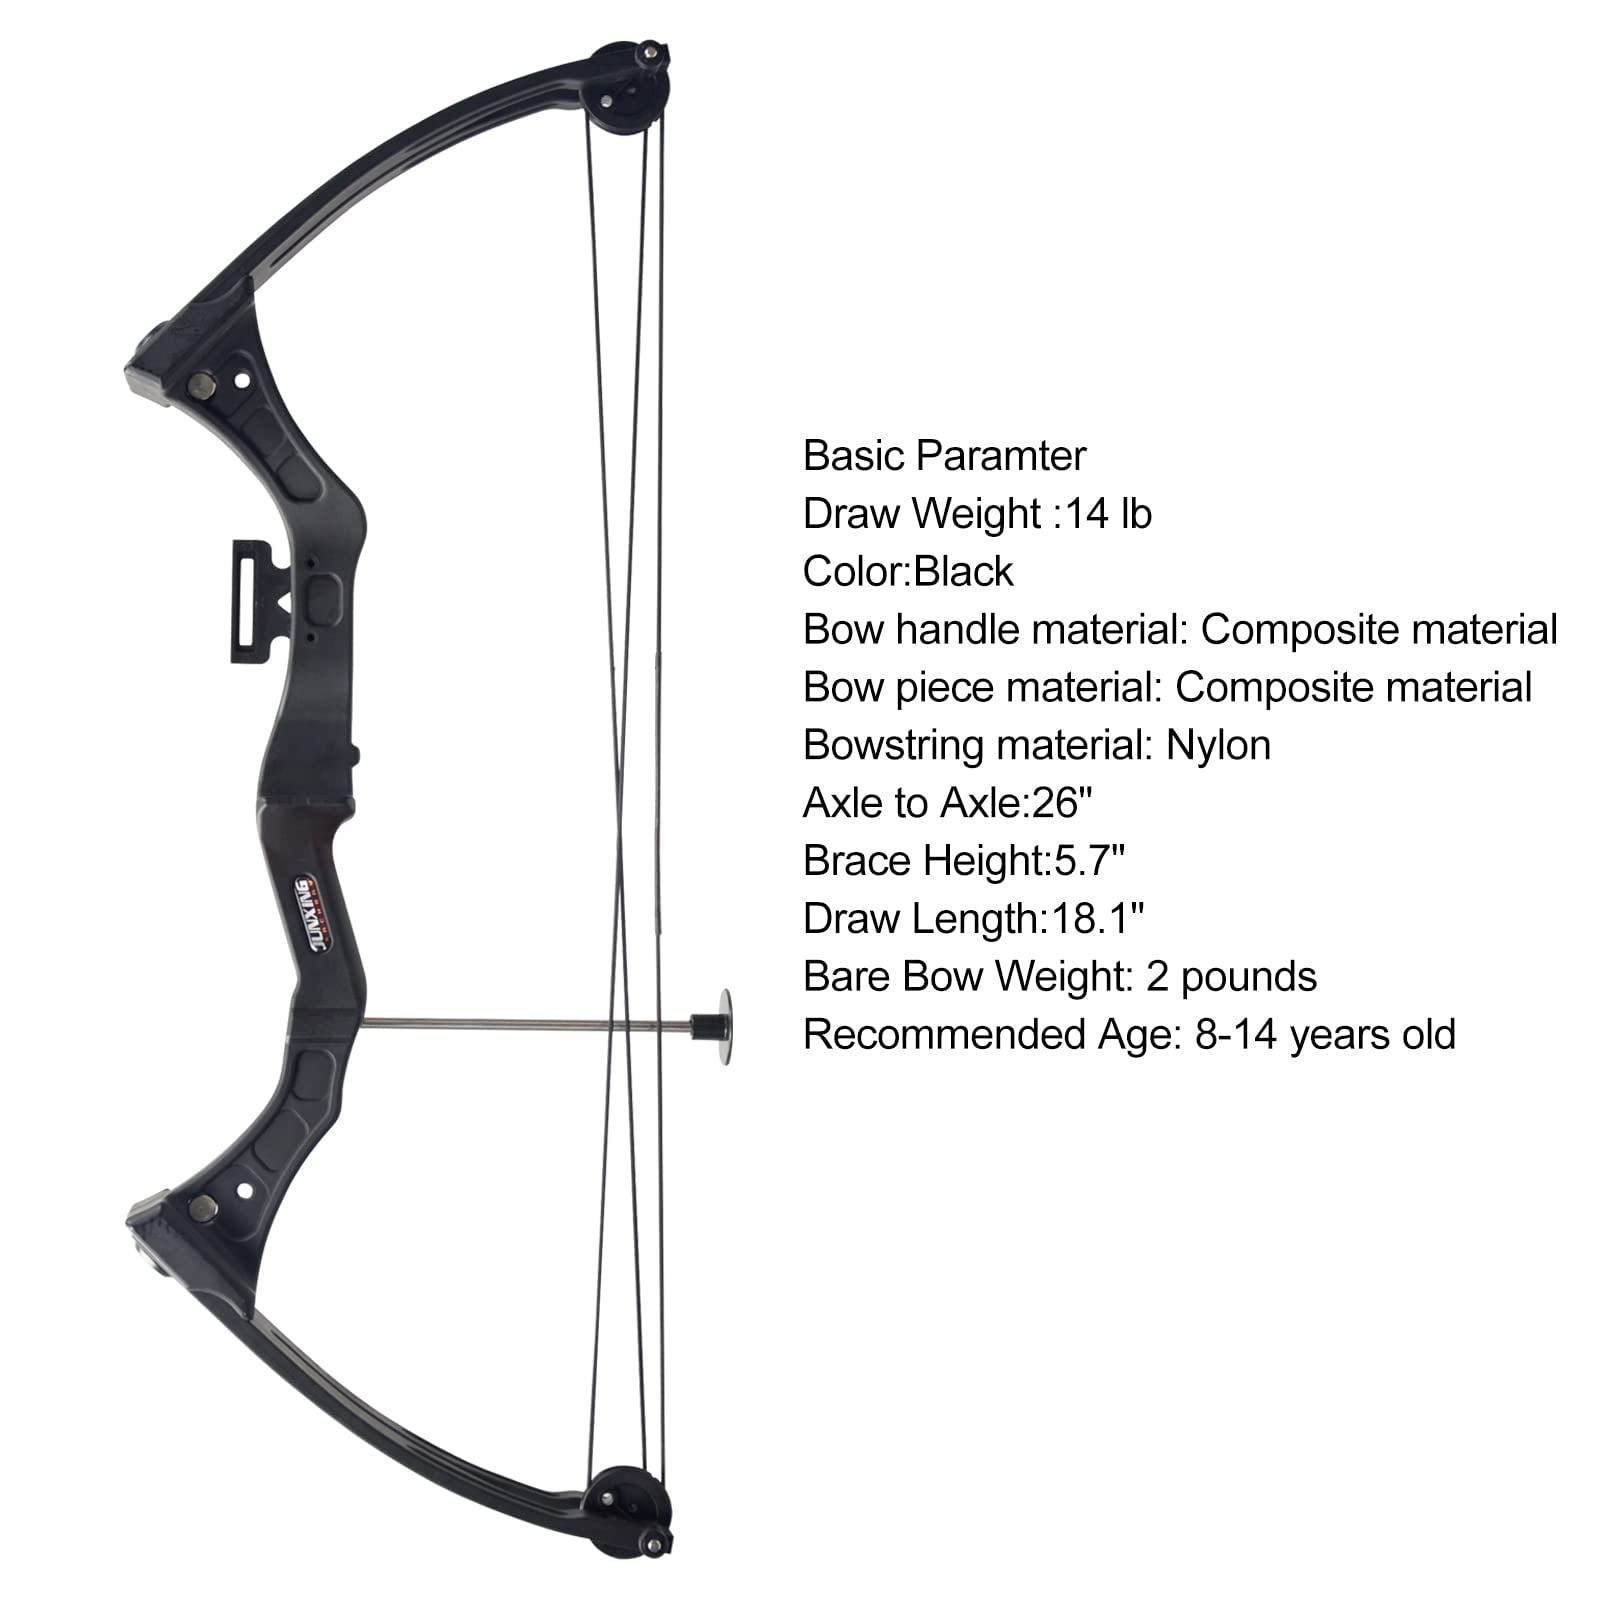 Basic Paramter
Draw Weight :14 lb
Color:Black
Bow handle material: Composite material
Bow piece material: Composite material
Bowstring material: Nylon
Axle to Axle:26"
Brace Height:5.7"
Draw Length:18.1"
Bare Bow Weight: 2 pounds
Recommended Age: 8-14 years old
JUNXING
ARCHERY